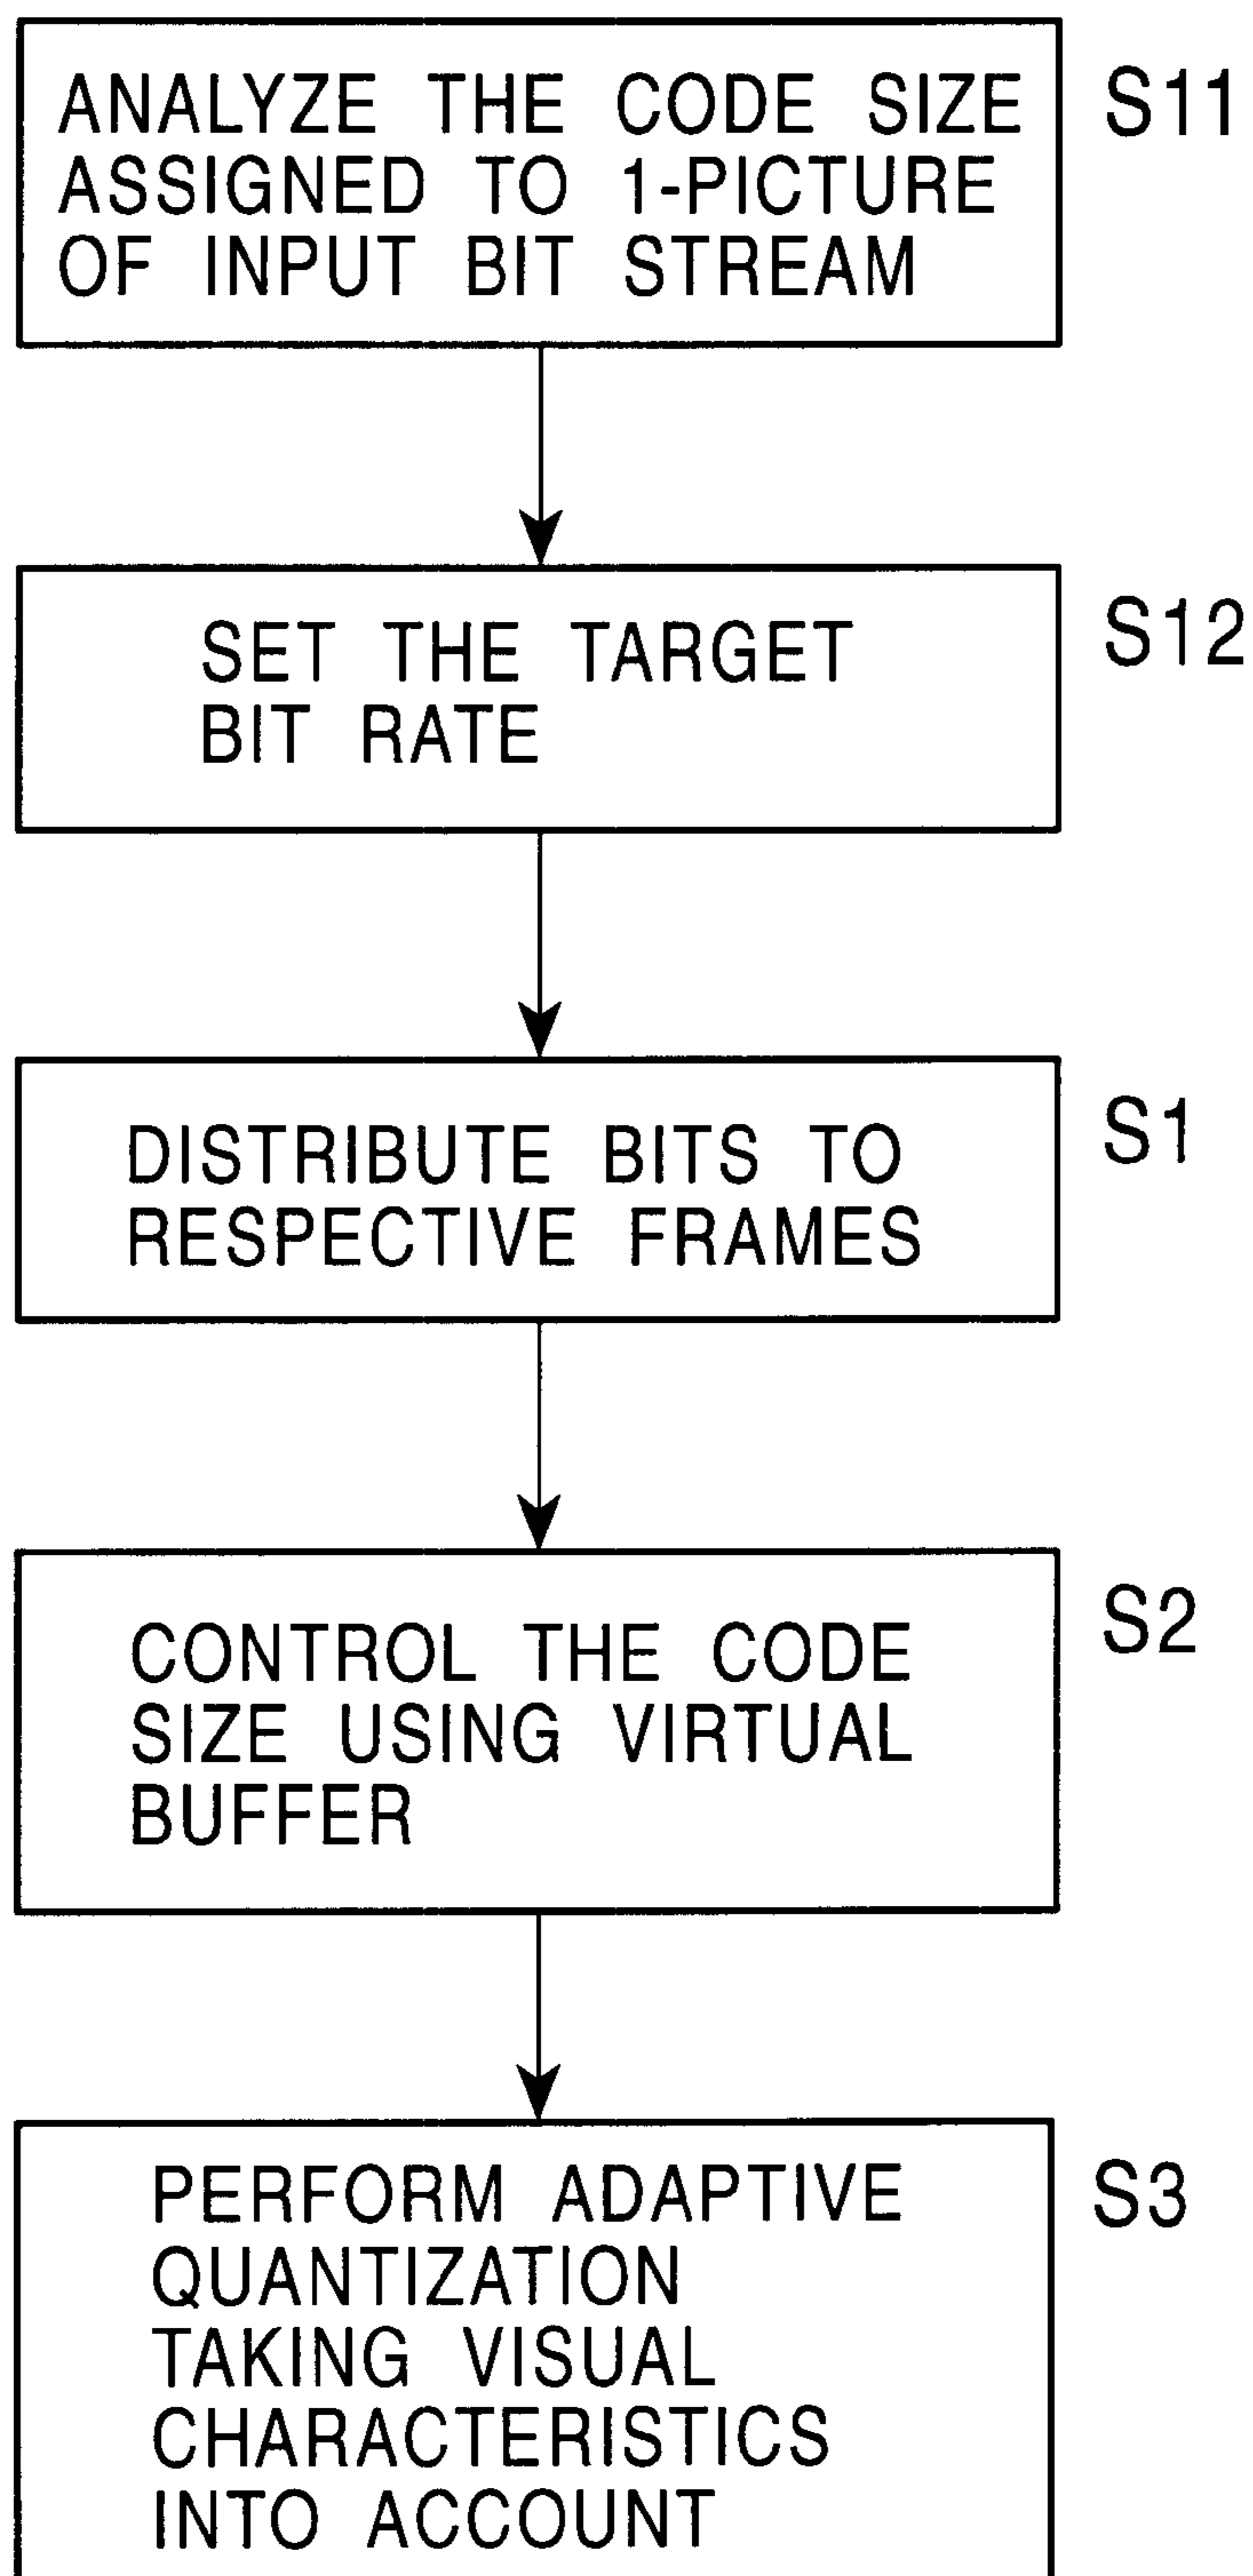 ANALYZE THE CODE SIZE
ASSIGNED TO 1-PICTURE
OF INPUT BIT STREAM
S11
SET THE TARGET
BIT RATE
S12
DISTRIBUTE BITS TO
RESPECTIVE FRAMES
S1
CONTROL THE CODE
SIZE USING VIRTUAL
BUFFER
S2
PERFORM ADAPTIVE
QUANTIZATION
TAKING VISUAL
CHARACTERISTICS
INTO ACCOUNT
S3